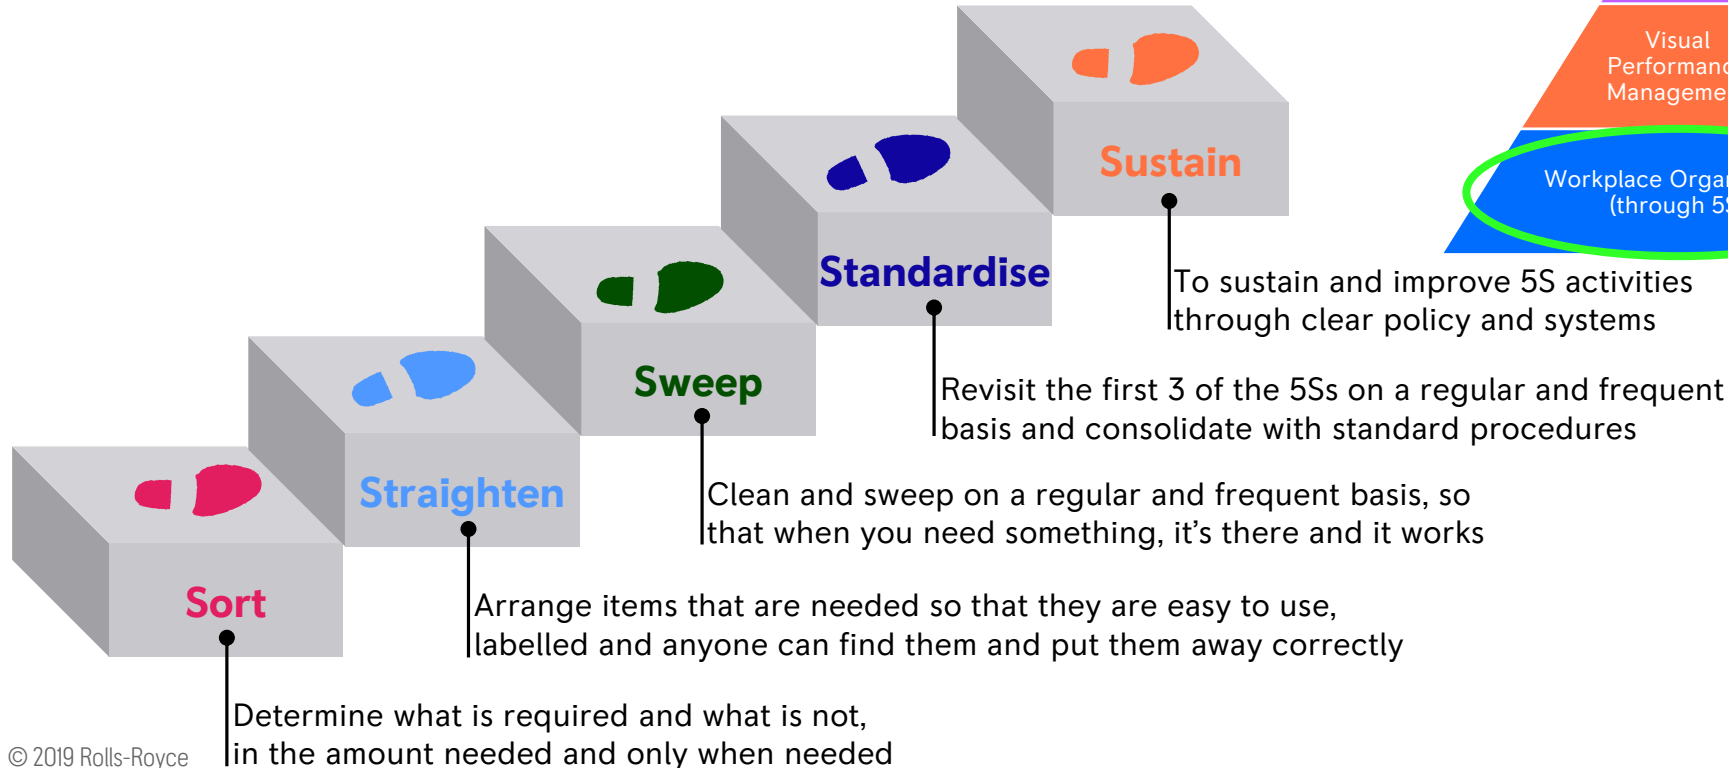 Visual
Sustain
Workplace
(through
To sustain and improve 5S activities
through clear policy and systems
Standardise
Revisit the first 3 of the 5Ss on a regular and frequent
basis and consolidate with standard procedures
Sweep
Clean and sweep on a regular and frequent basis, so
that when you need something, it’s there and it works
Straighten
Arrange items that are needed so that they are easy to use,
labelled and anyone can find them and put them away correctly
Sort
Determine what is required and what is not,
in the amount needed and only when needed
© 2019 Rolls-Royce